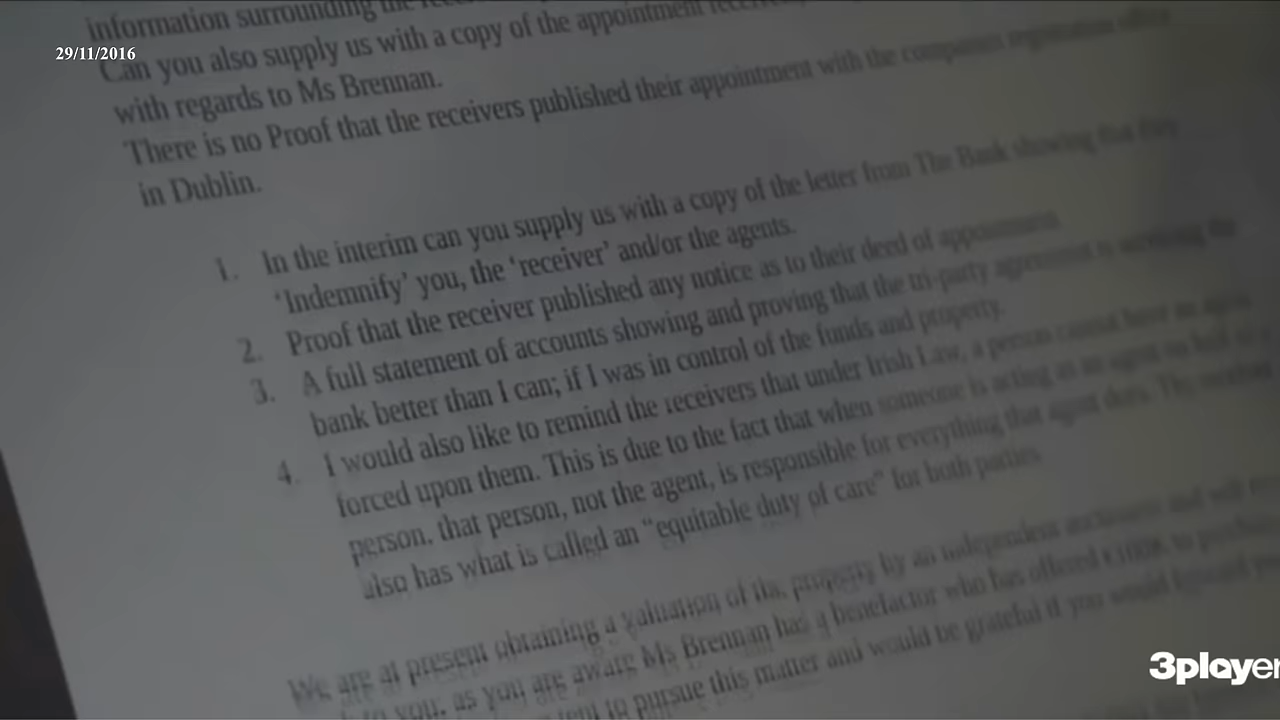 information surrounding the
29/11/2016
Can you also supply us with a copy of the appointment
with regards to Ms Brennan.
There is no Proof that the receivers published their appointment with the companies registration office
in Dublin.
1. In the interim can you supply us with a copy of the letter from The Bank showing that they
‘Indemnify’ you, the ‘receiver’ and/or the agents.
2. Proof that the receiver published any notice as to their deed of appointment.
3. A full statement of accounts showing and proving that the tri-party agreement is servicing the
bank better than I can; if I was in control of the funds and property.
4. I would also like to remind the receivers that under Irish Law, a person cannot have an agent
forced upon them. This is due to the fact that when someone is acting as an agent on
person, that person, not the agent, is responsible for everything that agent does.
also has what is called an “equitable duty of care” for both parties.
We are at present obtaining a valuation of the property by an independent auctioneer and will
to you, as you are aware Ms Brennan has a benefactor who has offered to
to pursue this matter and would be grateful if you would forward
3player